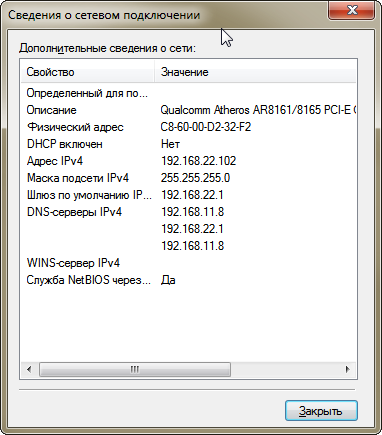 Сведения о сетевом подключении
Дополнительные сведения о сети:
Свойство Значение
Определенный для по...
Описание Qualcomm Atheros AR8161/8165 PCI-E
Физический адрес C8-60-00-D2-32-F2
DHCP включен Нет
Адрес IPv4 192.168.22.102
Маска подсети IPv4 255.255.255.0
Шлюз по умолчанию IP... 192.168.22.1
DNS-серверы IPv4 192.168.11.8
192.168.22.1
192.168.11.8
WINS-сервер IPv4
Служба NetBIOS через... Да
Закрыть